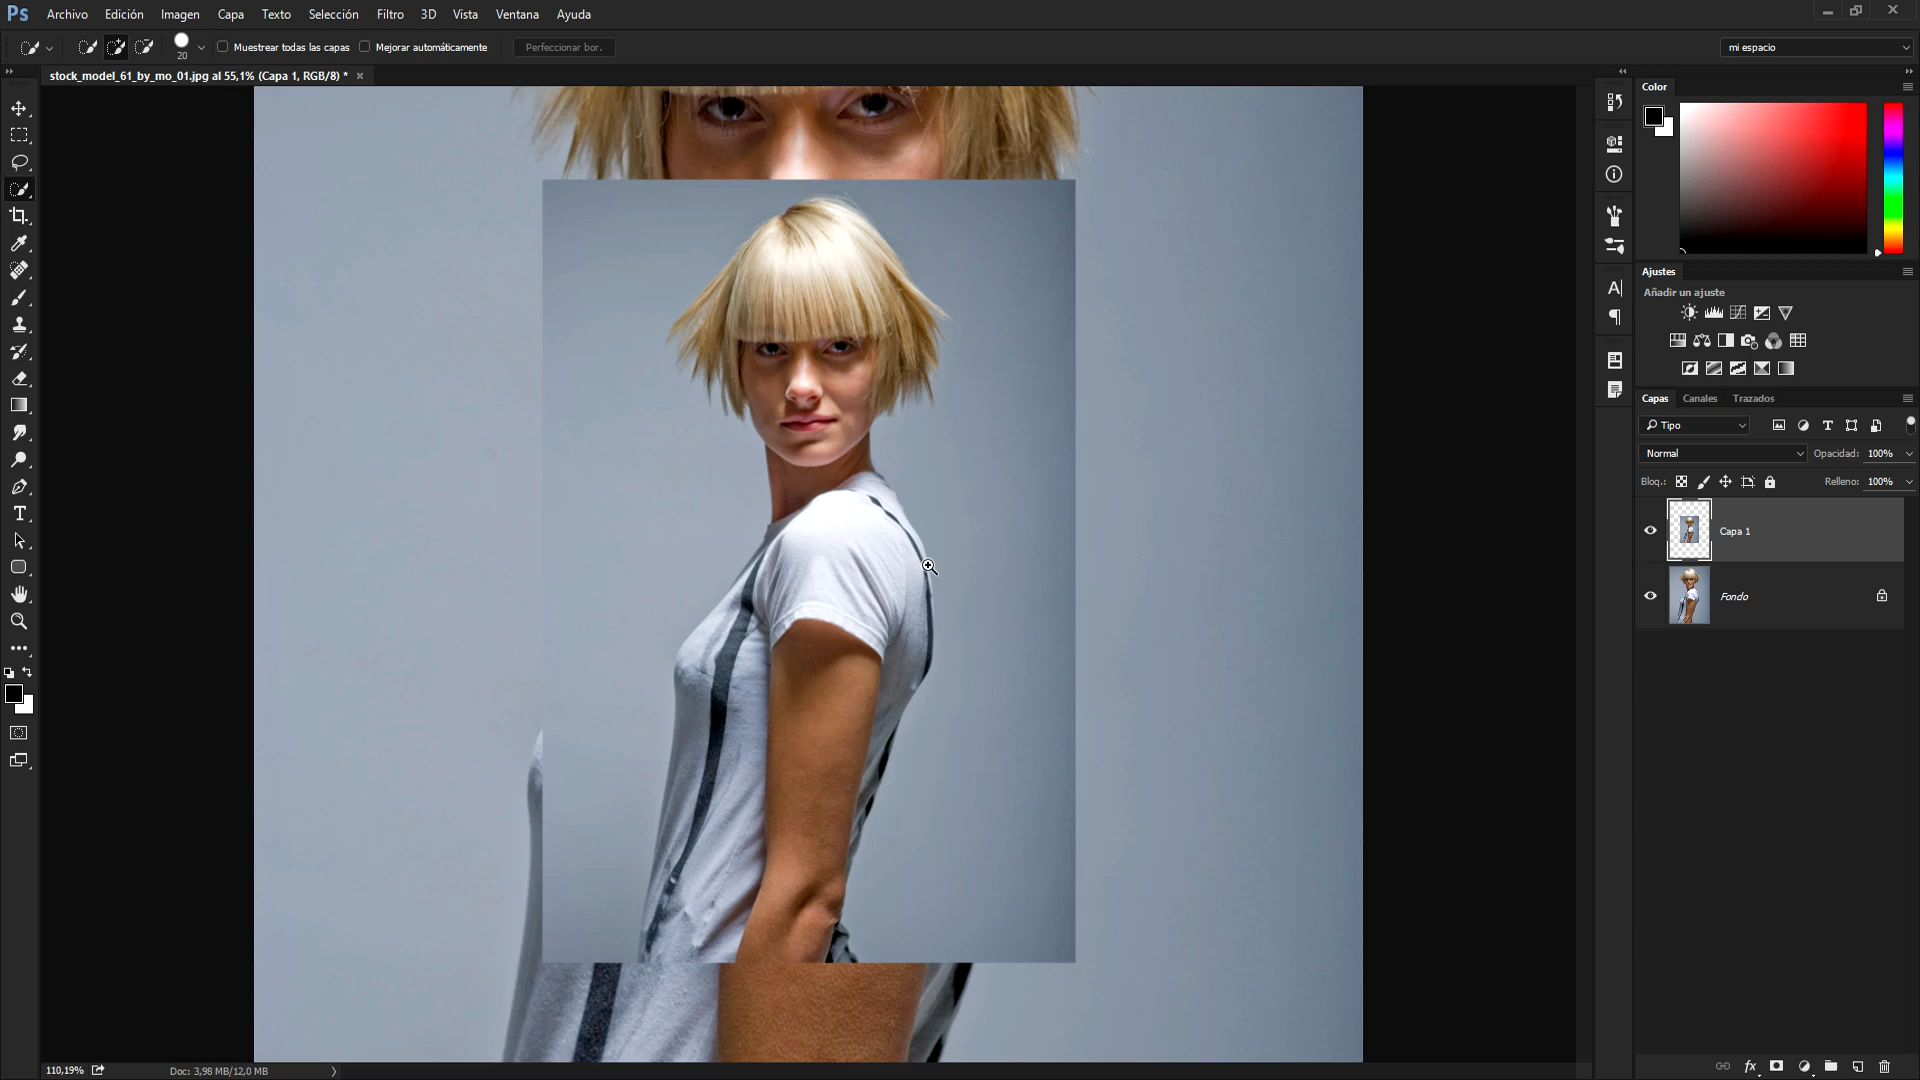 Ps Archivo Edición Imagen Capa Texto Selección Filtro 3D Vista Ventana Ayuda
20 Muestrear todas las capas Mejorar automáticamente Perfeccionar bor. mi espacio
stock_model_61_by_mo_01.jpg al 55,1% (Capa 1, RGB/8) *
Color
Ajustes
Añadir un ajuste
Capas Canales Trazados
Tipo
Normal Opacidad: 100%
Bloq.: Relleno: 100%
Capa 1
Fondo
110,19% Doc: 3,98 MB/12,0 MB